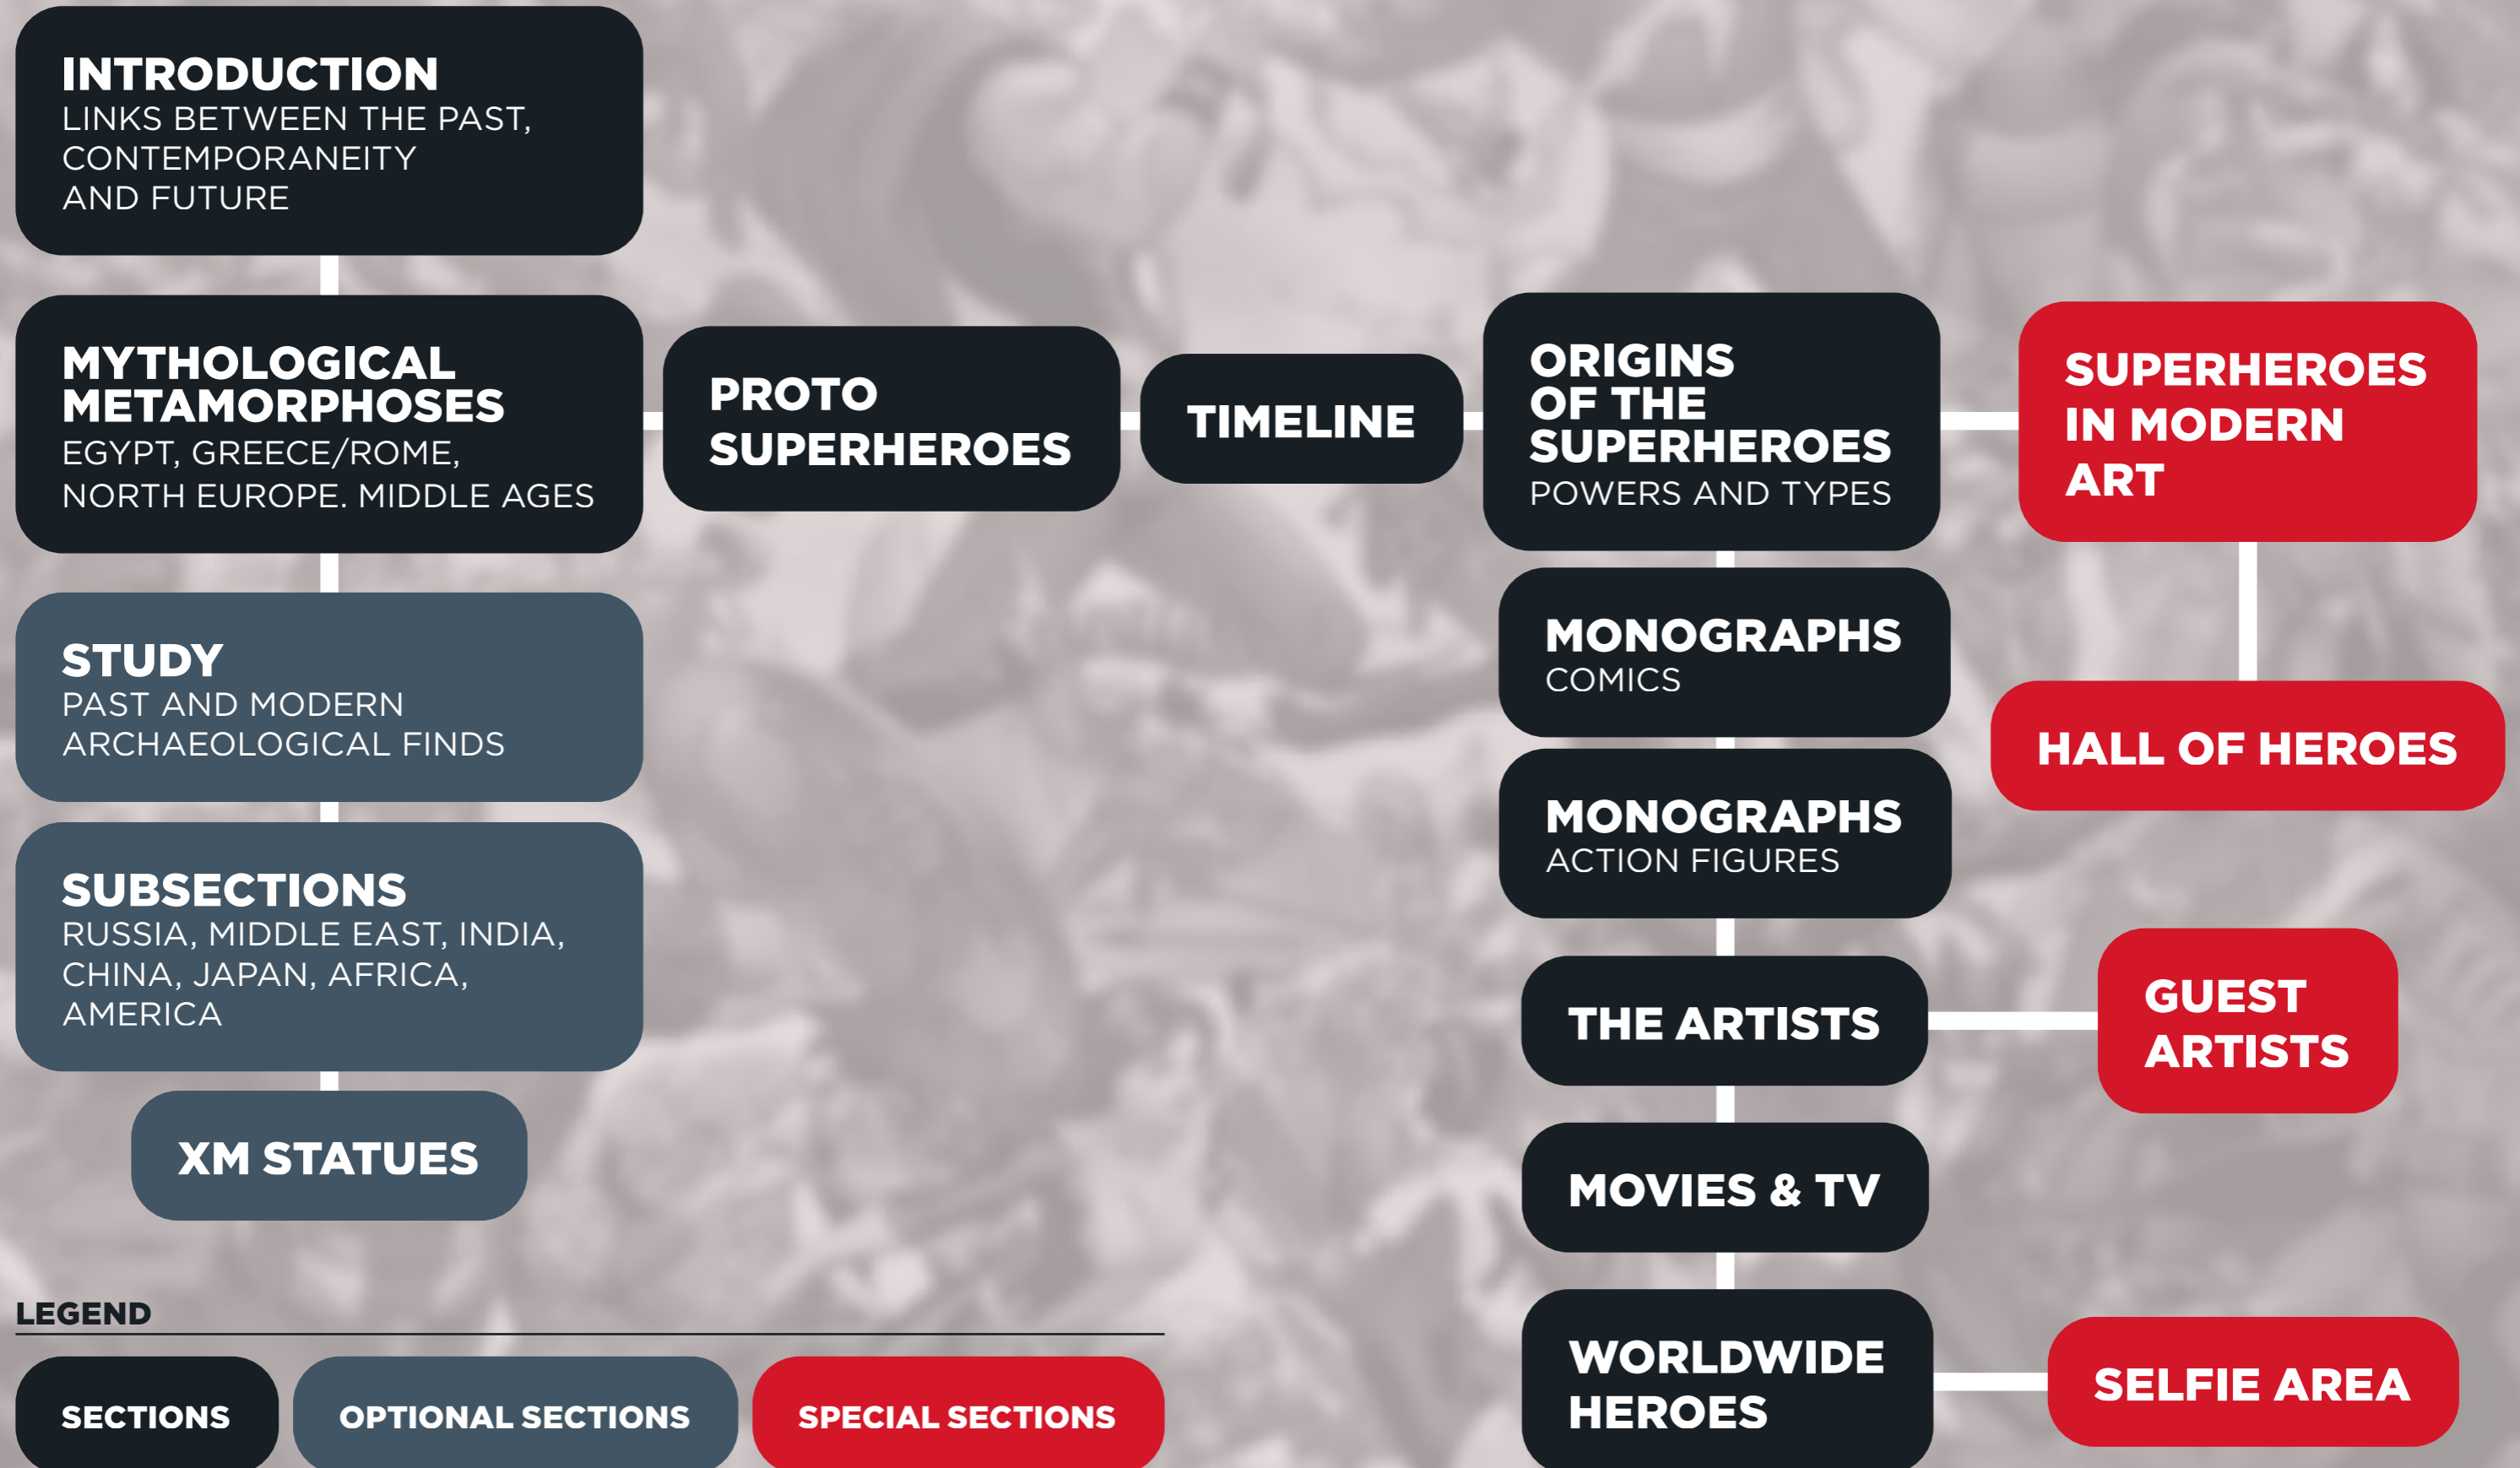 INTRODUCTION
LINKS BETWEEN THE PAST,
CONTEMPORANEITY
AND FUTURE
MYTHOLOGICAL
METAMORPHOSES
EGYPT, GREECE/ROME,
NORTH EUROPE. MIDDLE AGES
STUDY
PAST AND MODERN
ARCHAEOLOGICAL FINDS
SUBSECTIONS
RUSSIA, MIDDLE EAST, INDIA,
CHINA, JAPAN, AFRICA,
AMERICA
XM STATUES
PROTO
SUPERHEROES
TIMELINE
ORIGINS
OF THE
SUPERHEROES
POWERS AND TYPES
MONOGRAPHS
COMICS
MONOGRAPHS
ACTION FIGURES
THE ARTISTS
MOVIES & TV
WORLDWIDE
HEROES
SUPERHEROES
IN MODERN
ART
HALL OF HEROES
GUEST
ARTISTS
SELFIE AREA
LEGEND
SECTIONS
OPTIONAL SECTIONS
SPECIAL SECTIONS